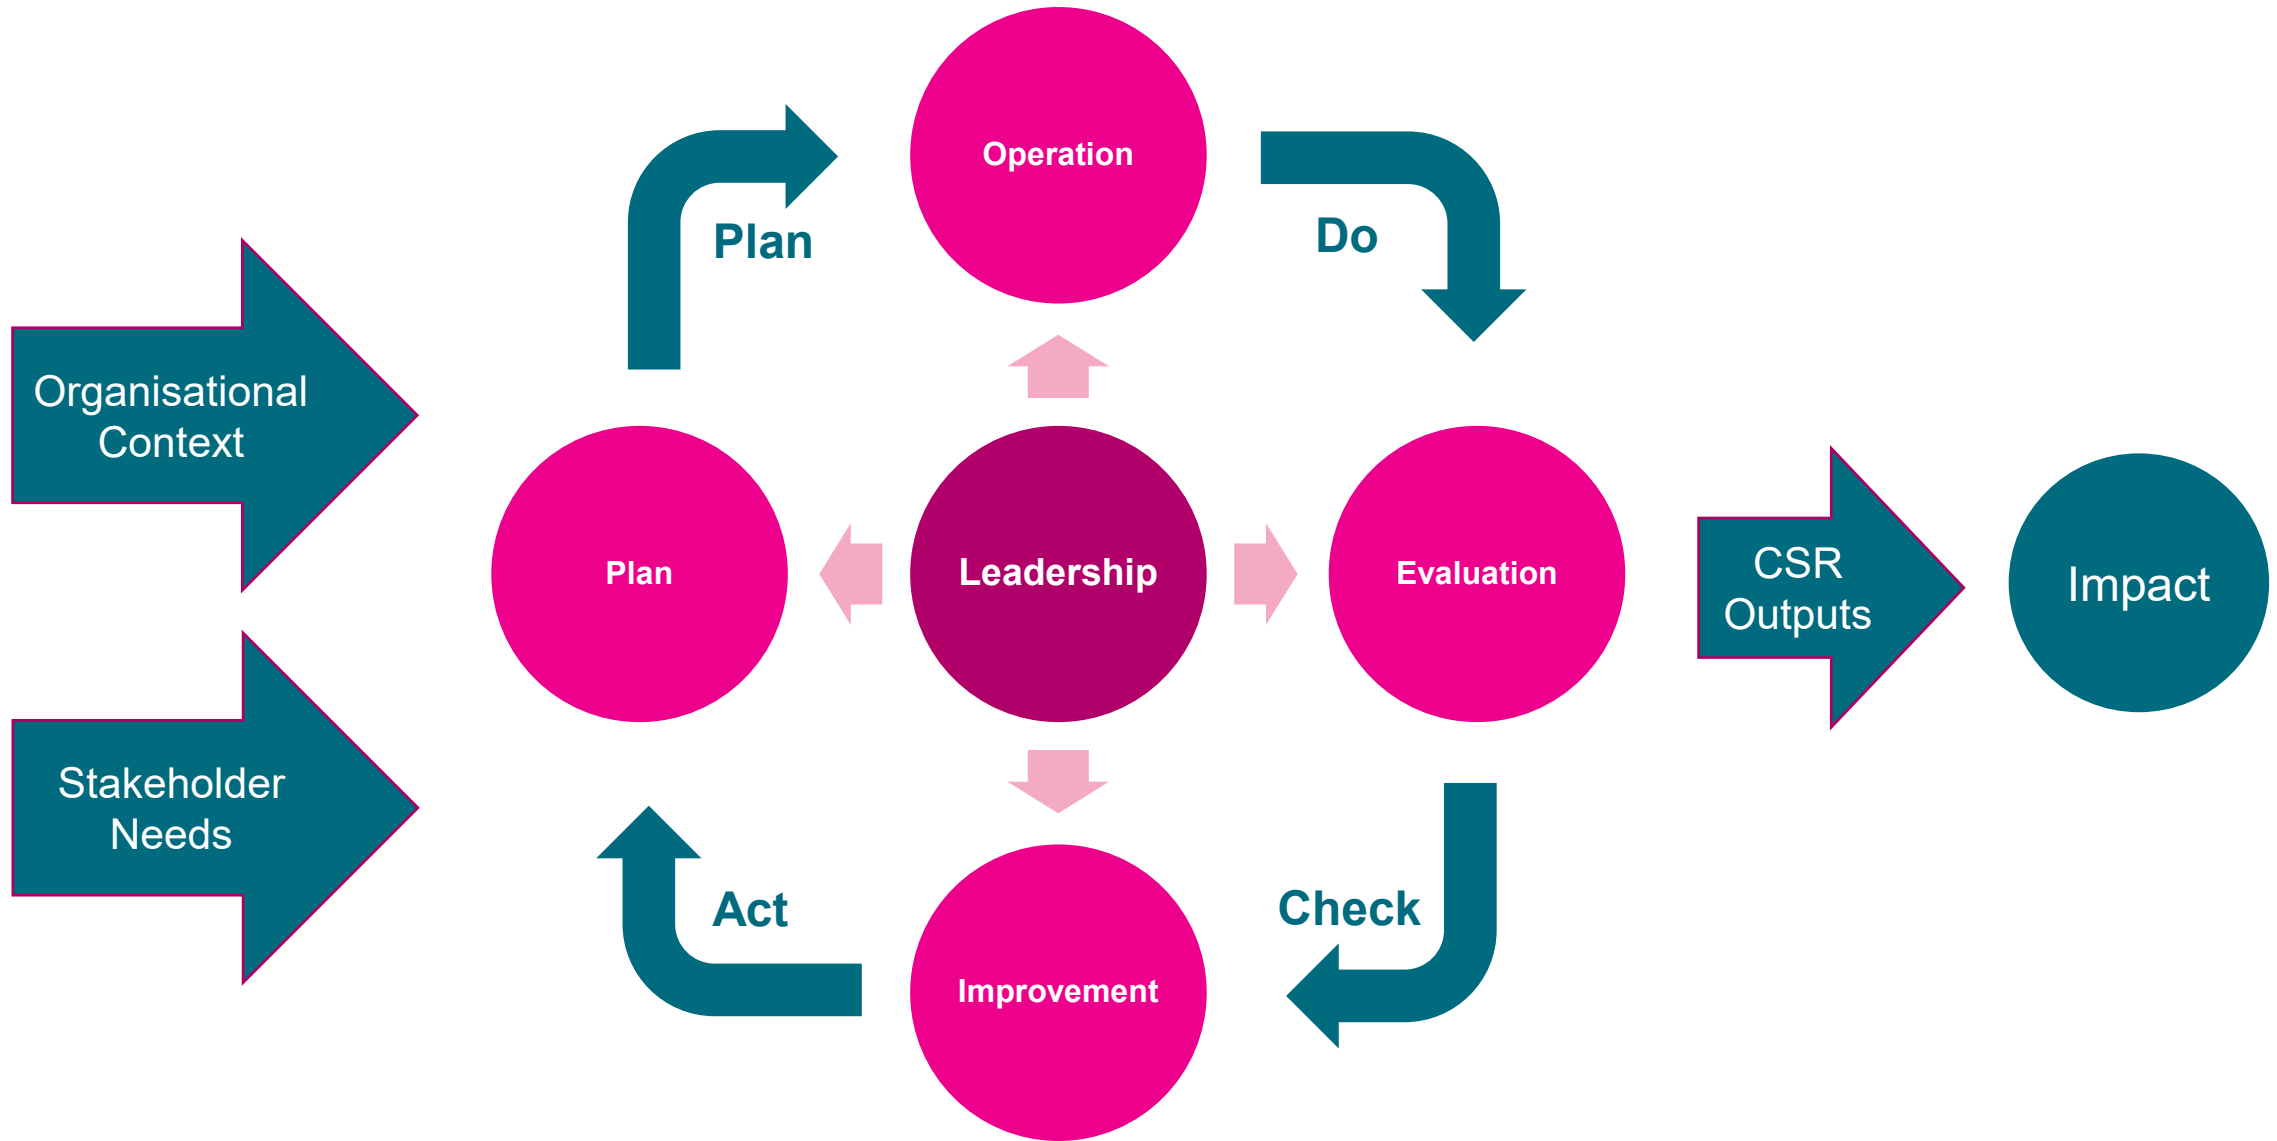 Operation
Plan
Do
Organisational
Context
Plan
Leadership
Evaluation
CSR
Outputs
Impact
Stakeholder
Needs
Act
Check
Improvement